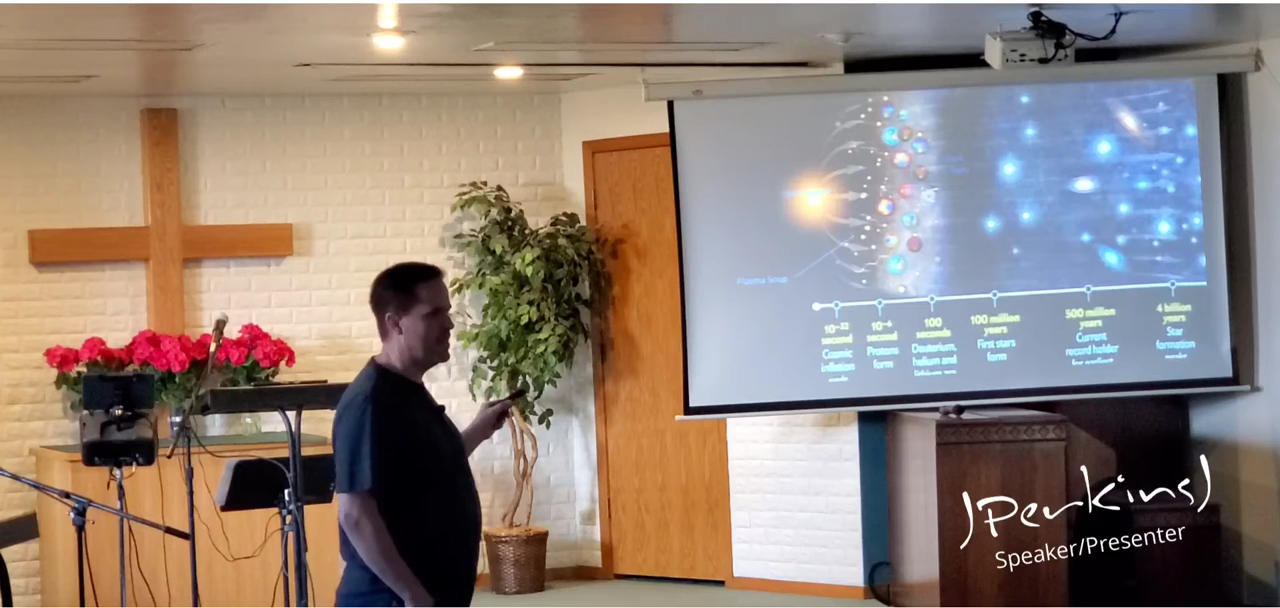 Plasma Soup
10⁻³²
second
Cosmic
inflation
10⁻⁶
second
Protons
form
100
seconds
Deuterium,
helium and
100 million
years
First stars
form
500 million
years
Current
record holder
4 billion
years
Star
formation
JPerkinsJ
Speaker/Presenter